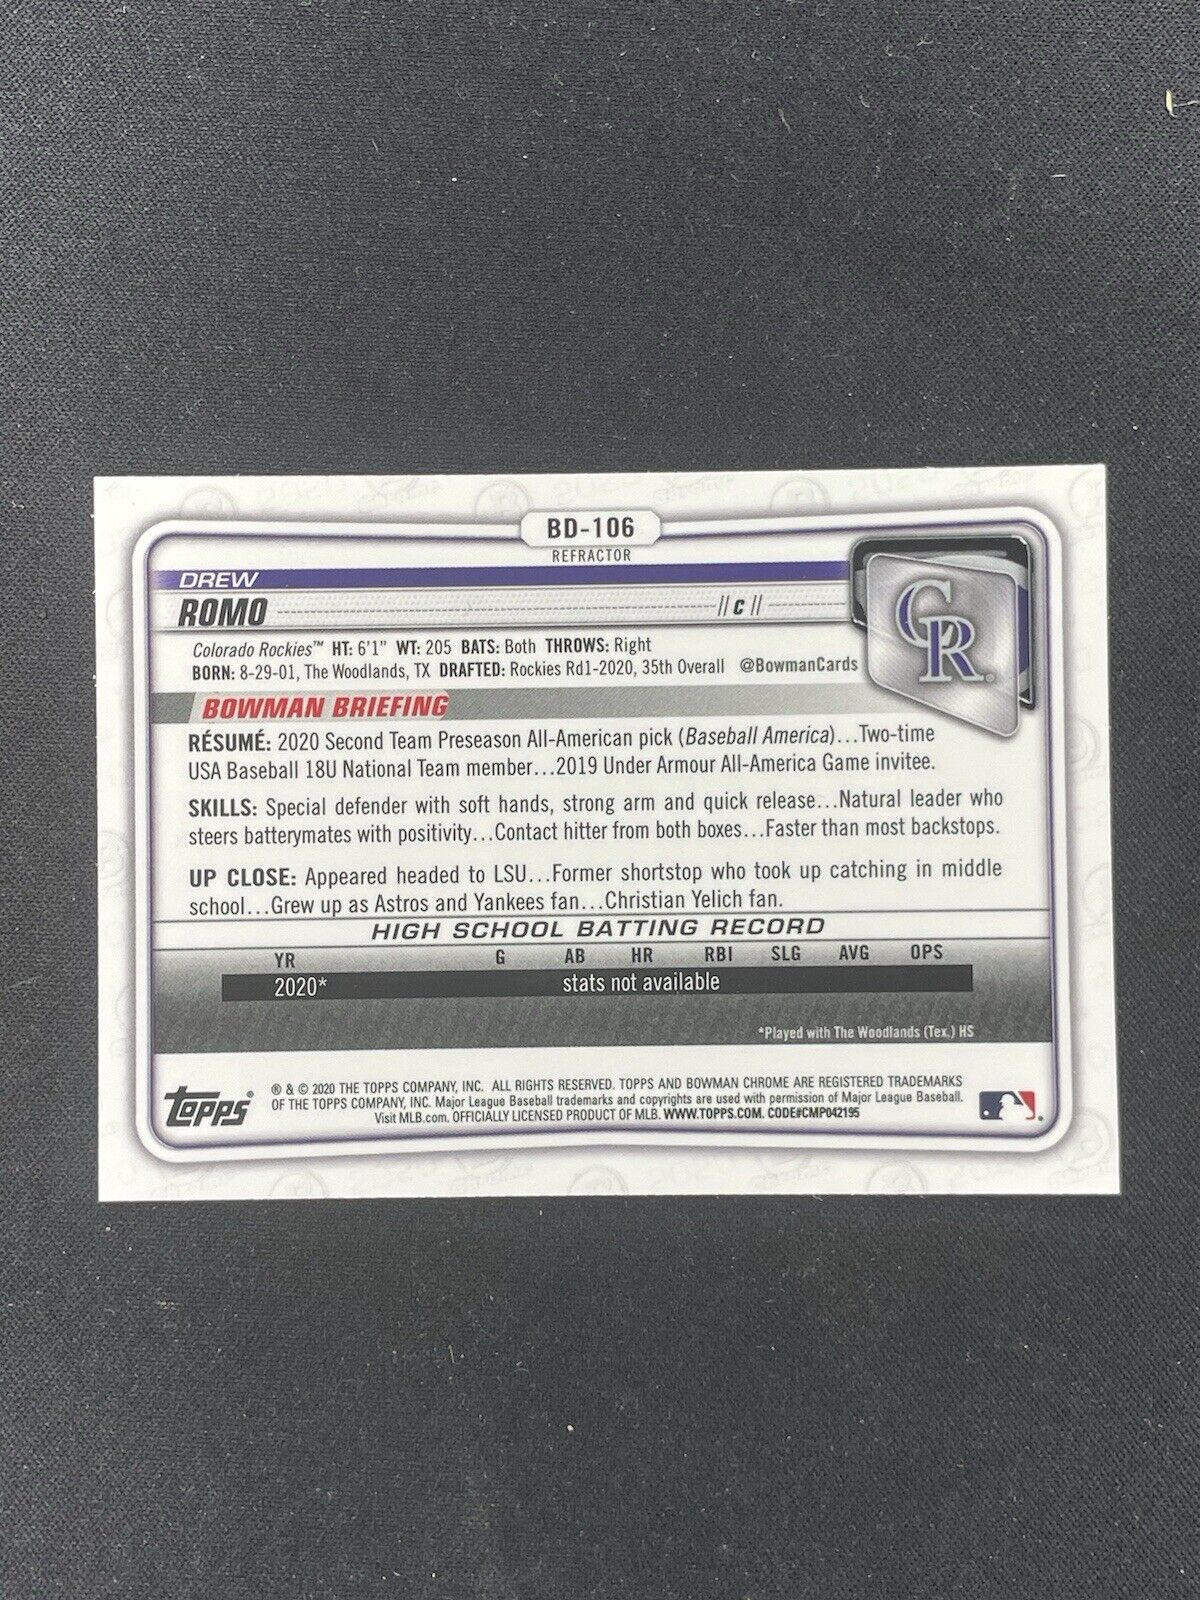 BD-106
REFRACTOR
DREW
ROMO // C //
CR
Colorado Rockies™ HT: 6'1" WT: 205 BATS: Both THROWS: Right
BORN: 8-29-01, The Woodlands, TX DRAFTED: Rockies Rd1-2020, 35th Overall @BowmanCards
BOWMAN BRIEFING
RÉSUMÉ: 2020 Second Team Preseason All-American pick (Baseball America)...Two-time
USA Baseball 18U National Team member...2019 Under Armour All-America Game invitee.
SKILLS: Special defender with soft hands, strong arm and quick release...Natural leader who
steers batterymates with positivity...Contact hitter from both boxes...Faster than most backstops.
UP CLOSE: Appeared headed to LSU...Former shortstop who took up catching in middle
school...Grew up as Astros and Yankees fan...Christian Yelich fan.
HIGH SCHOOL BATTING RECORD
YR G AB HR RBI SLG AVG OPS
2020* stats not available
*Played with The Woodlands (Tex.) HS
Topps
® & © 2020 THE TOPPS COMPANY, INC. ALL RIGHTS RESERVED. TOPPS AND BOWMAN CHROME ARE REGISTERED TRADEMARKS
OF THE TOPPS COMPANY, INC. Major League Baseball trademarks and copyrights are used with permission of Major League Baseball.
Visit MLB.com. OFFICIALLY LICENSED PRODUCT OF MLB. WWW.TOPPS.COM. CODE#CMP042195